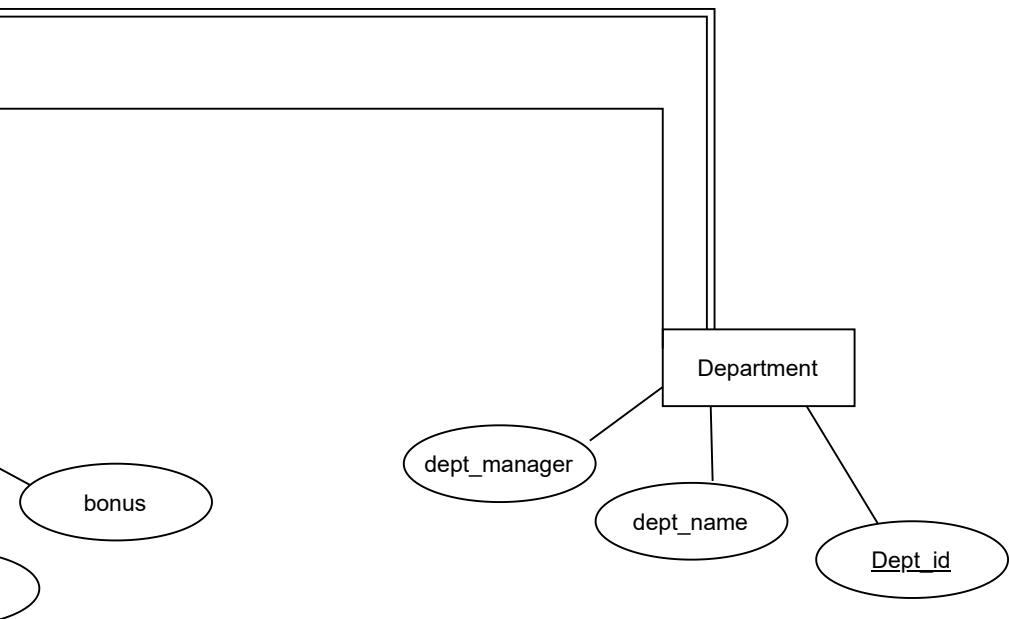 Department
dept_manager
bonus
dept_name
Dept_id